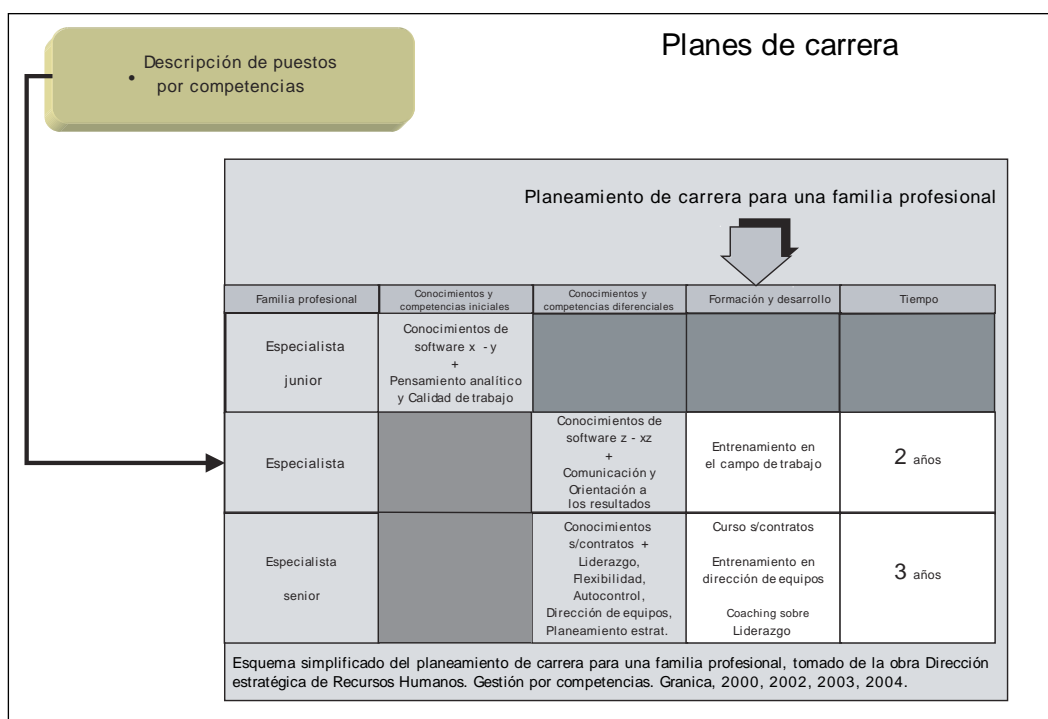 Planes de carrera
Descripción de puestos
• por competencias
Planeamiento de carrera para una familia profesional
Familia profesional
Conocimientos y
competencias iniciales
Conocimientos y
competencias diferenciales
Formación y desarrollo
Tiempo
Especialista
junior
Conocimientos de
software x - y
+
Pensamiento analítico
y Calidad de trabajo
Especialista
Conocimientos de
software z - xz
+
Comunicación y
Orientación a
los resultados
Entrenamiento en
el campo de trabajo
2 años
Especialista
senior
Conocimientos
s/contratos +
Liderazgo,
Flexibilidad,
Autocontrol,
Dirección de equipos,
Planeamiento estrat.
Curso s/contratos
Entrenamiento en
dirección de equipos
Coaching sobre
Liderazgo
3 años
Esquema simplificado del planeamiento de carrera para una familia profesional, tomado de la obra Dirección
estratégica de Recursos Humanos. Gestión por competencias. Granica, 2000, 2002, 2003, 2004.